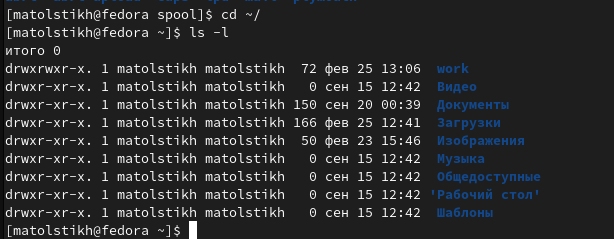 [matolstikh@fedora spool]$ cd ~/
[matolstikh@fedora ~]$ ls -l
итого 0
drwxrwxr-x. 1 matolstikh matolstikh  72 фев 25 13:06  work
drwxr-xr-x. 1 matolstikh matolstikh   0 сен 15 12:42  Видео
drwxr-xr-x. 1 matolstikh matolstikh 150 сен 20 00:39  Документы
drwxr-xr-x. 1 matolstikh matolstikh 166 фев 25 12:41  Загрузки
drwxr-xr-x. 1 matolstikh matolstikh  50 фев 23 15:46  Изображения
drwxr-xr-x. 1 matolstikh matolstikh   0 сен 15 12:42  Музыка
drwxr-xr-x. 1 matolstikh matolstikh   0 сен 15 12:42  Общедоступные
drwxr-xr-x. 1 matolstikh matolstikh   0 сен 15 12:42 'Рабочий стол'
drwxr-xr-x. 1 matolstikh matolstikh   0 сен 15 12:42  Шаблоны
[matolstikh@fedora ~]$